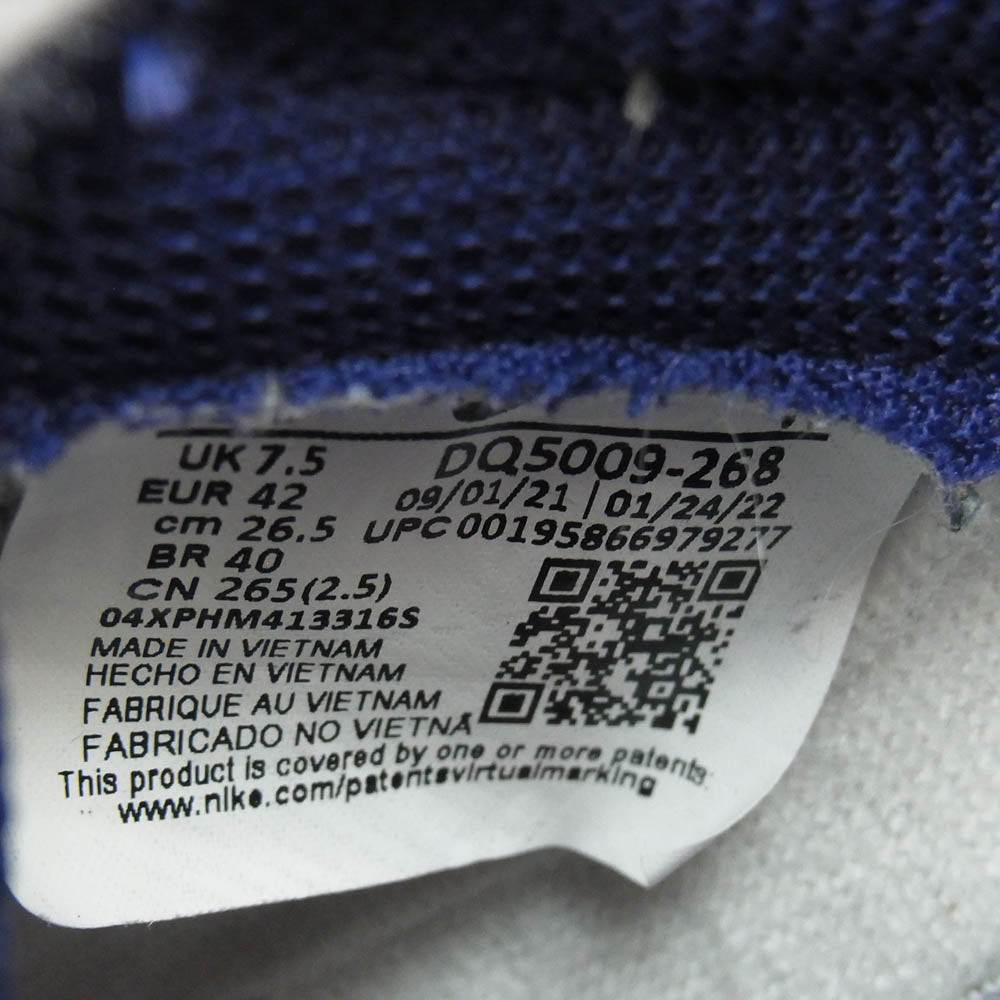 UK 7.5 DQ5009-268
EUR 42 09/01/21 | 01/24/22
cm 26.5 UPC 00195866979277
BR 40
CN 265(2.5)
04XPHM413316S
MADE IN VIETNAM
HECHO EN VIETNAM
FABRIQUE AU VIETNAM
FABRICADO NO VIETNA
This product is covered by one or more patents.
www.nike.com/patentsvirtualmarking